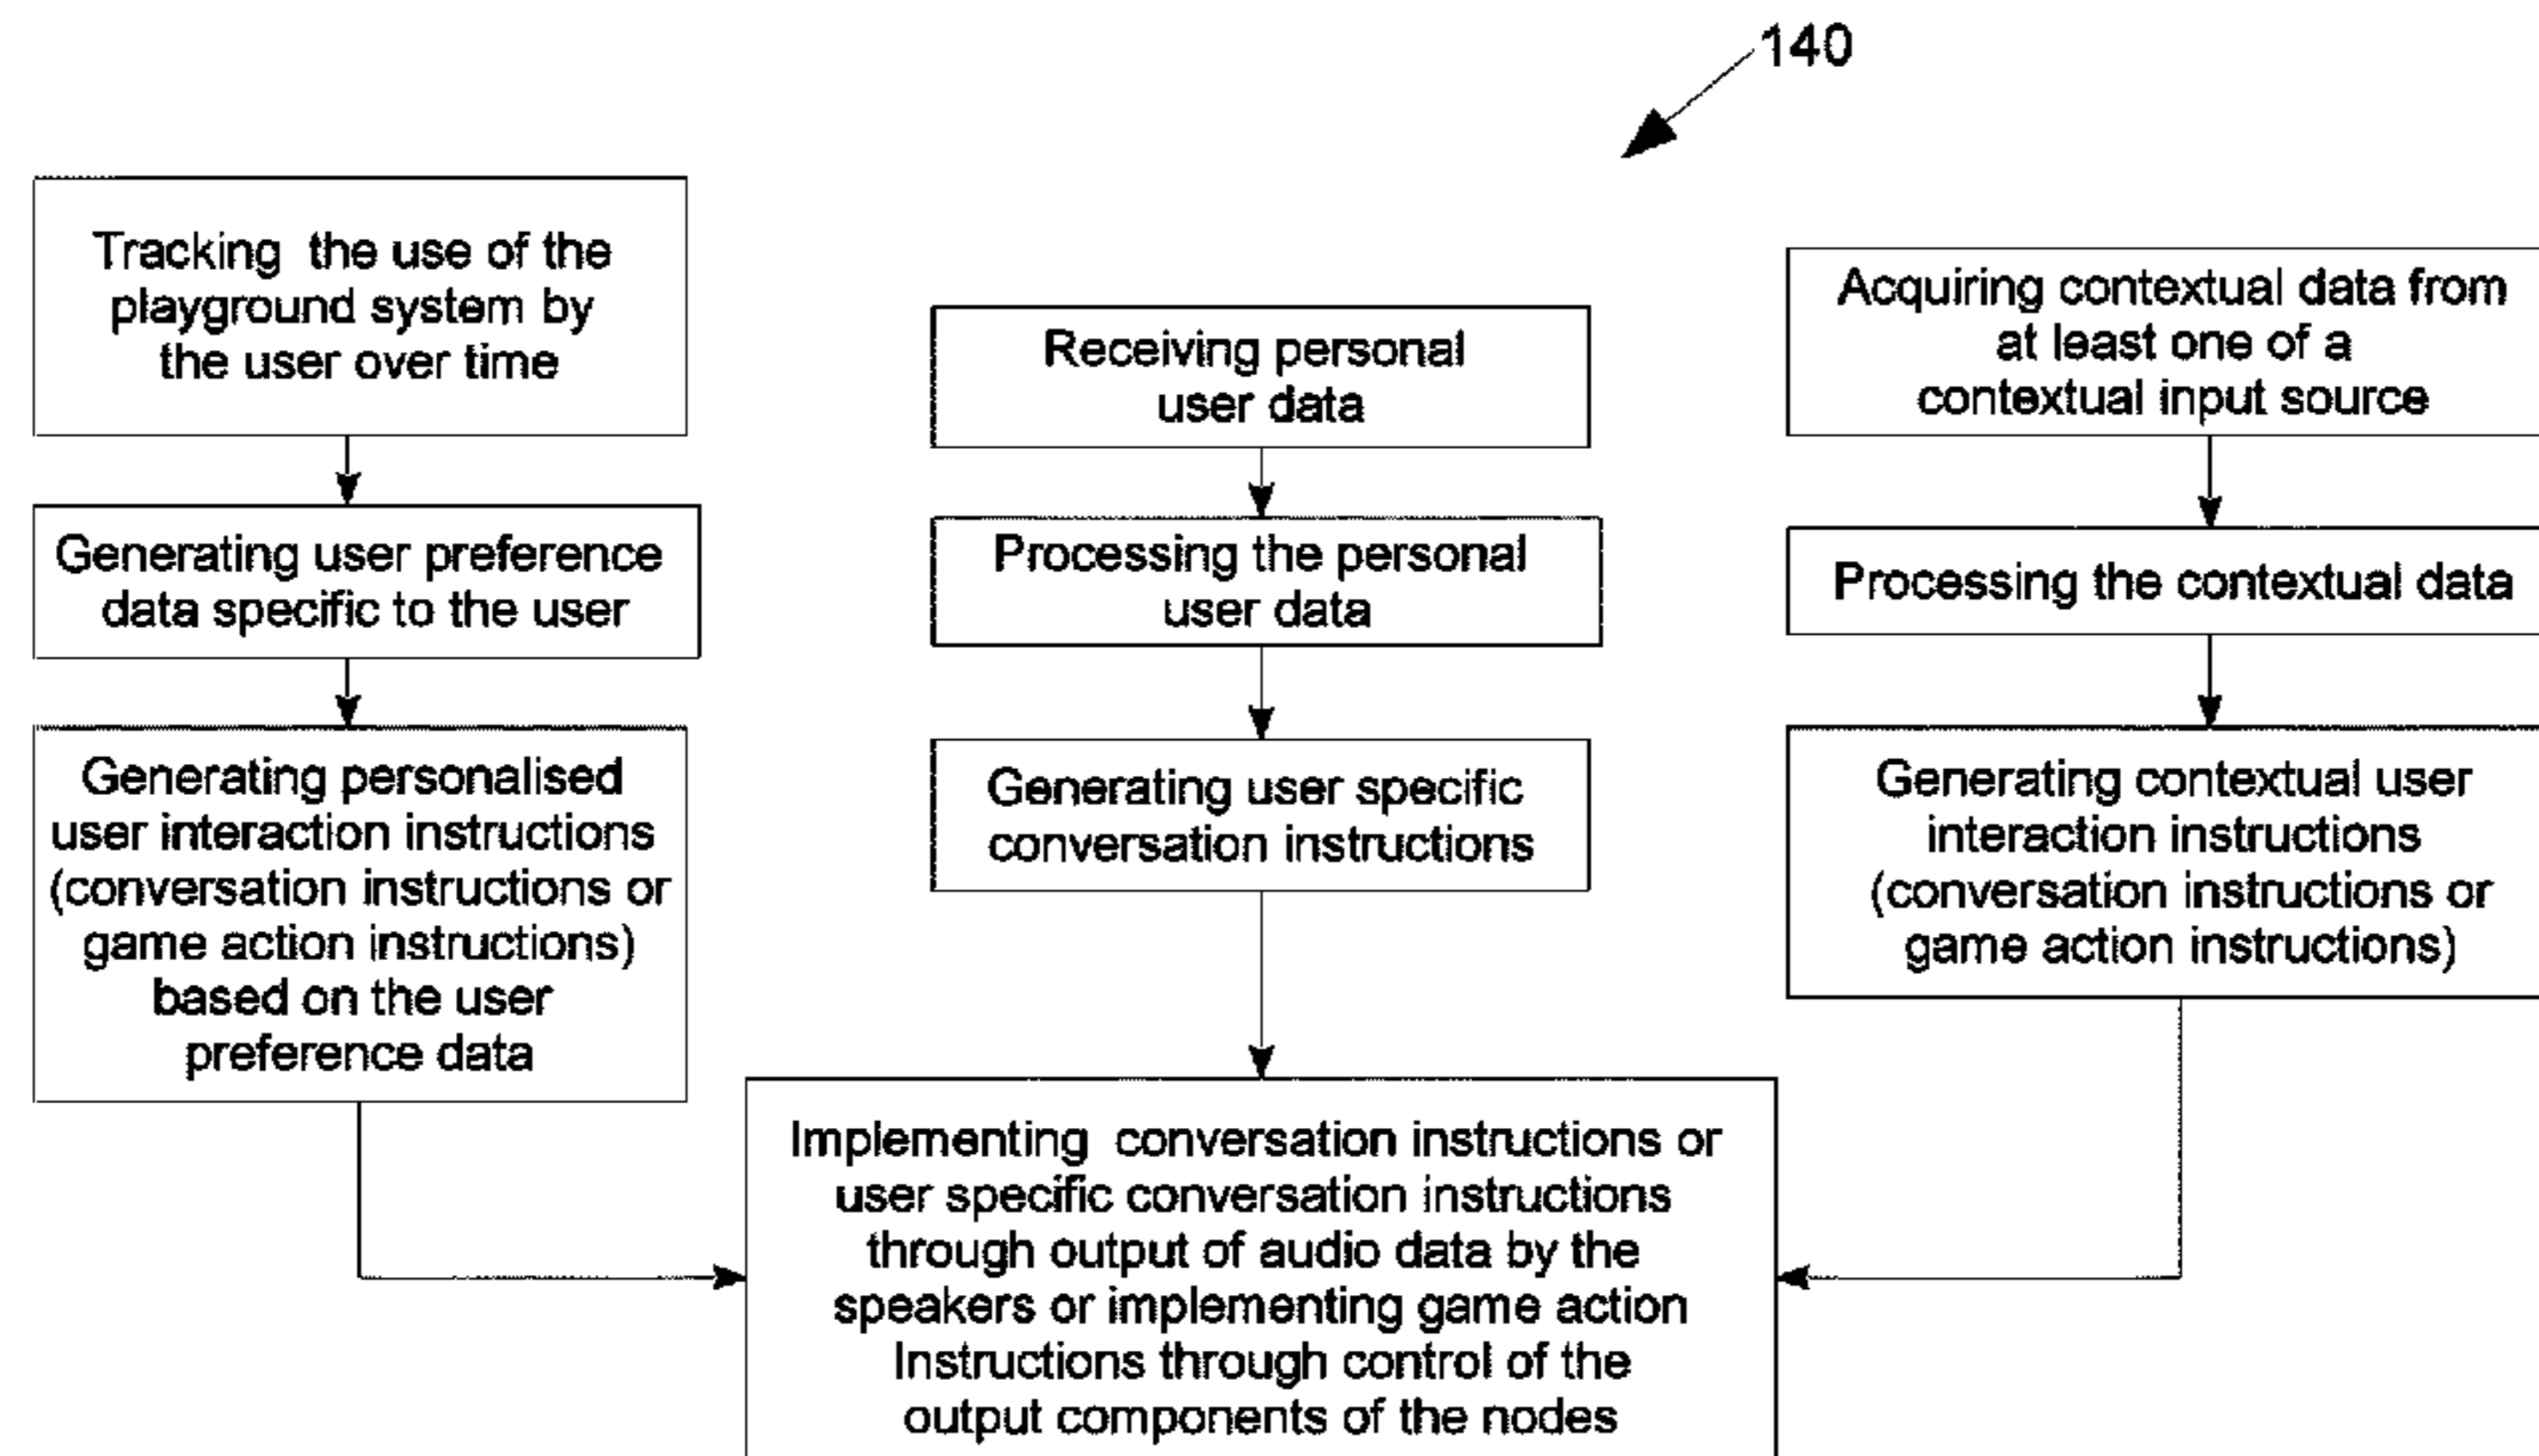 140
Tracking the use of the
playground system by
the user over time
Generating user preference
data specific to the user
Generating personalised
user interaction instructions
(conversation instructions or
game action instructions)
based on the user
preference data
Receiving personal
user data
Processing the personal
user data
Generating user specific
conversation instructions
Acquiring contextual data from
at least one of a
contextual input source
Processing the contextual data
Generating contextual user
interaction instructions
(conversation instructions or
game action instructions)
Implementing conversation instructions or
user specific conversation instructions
through output of audio data by the
speakers or implementing game action
Instructions through control of the
output components of the nodes